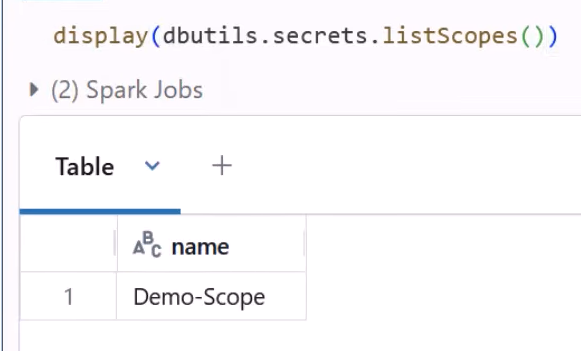 display(dbutils.secrets.listScopes())
(2) Spark Jobs
Table
ABC name
1 Demo-Scope